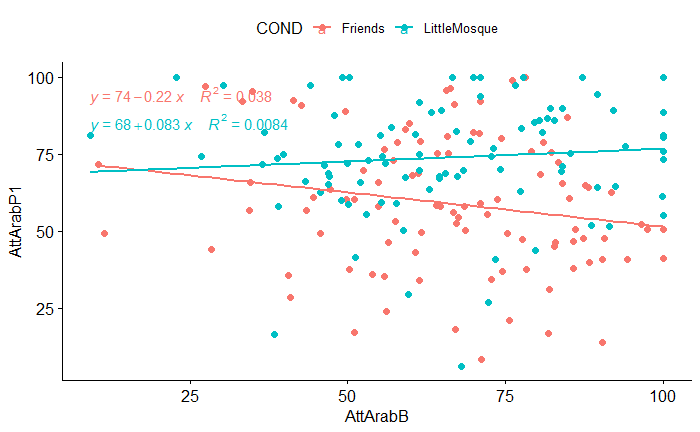 COND a Friends a LittleMosque
100
75
50
25
y = 74 − 0.22 x R² = 0.038
y = 68 + 0.083 x R² = 0.0084
AttArabP1
25 50 75 100
AttArabB